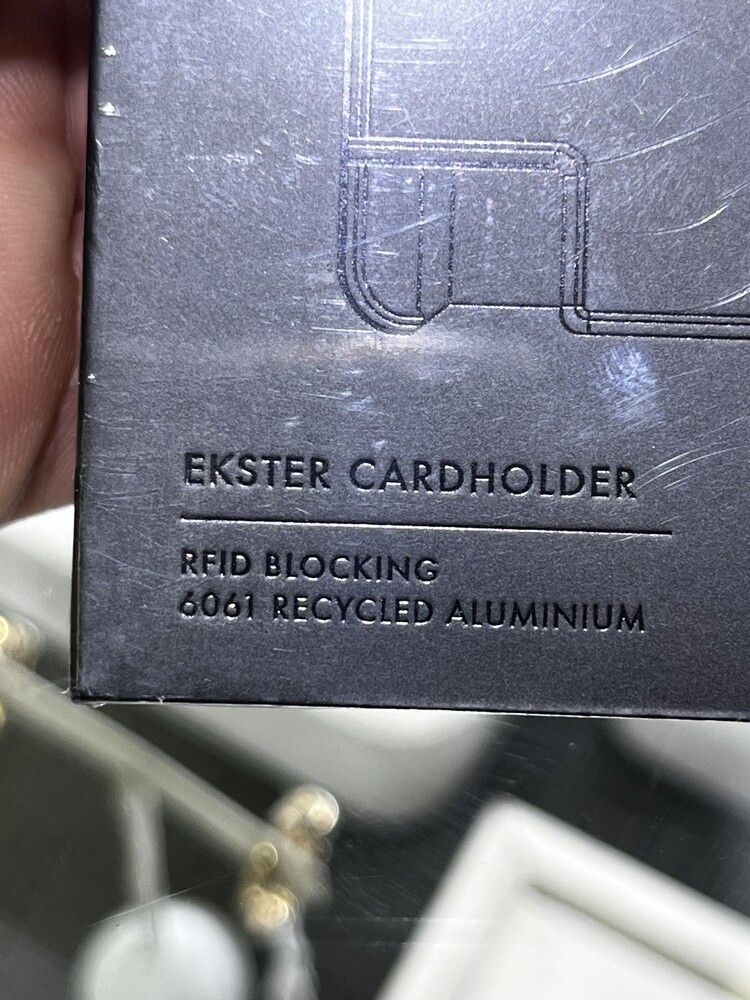 EKSTER CARDHOLDER
RFID BLOCKING
6061 RECYCLED ALUMINIUM